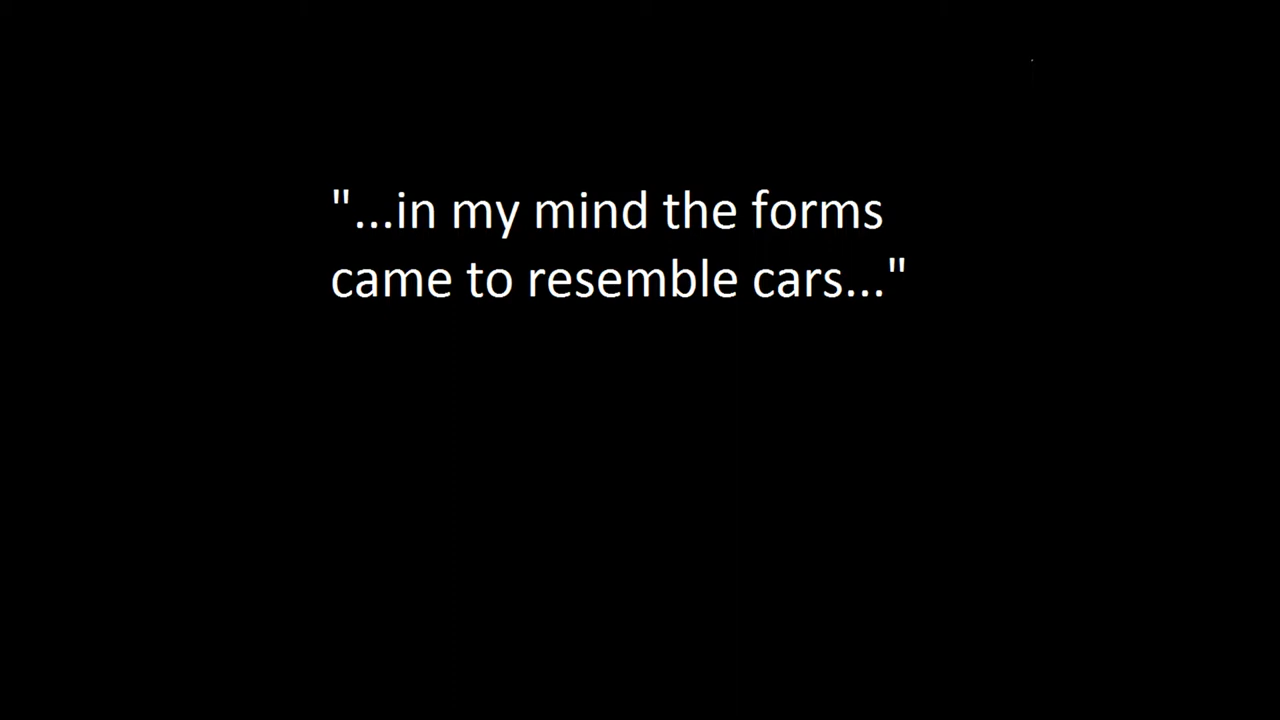 "...in my mind the forms
came to resemble cars..."